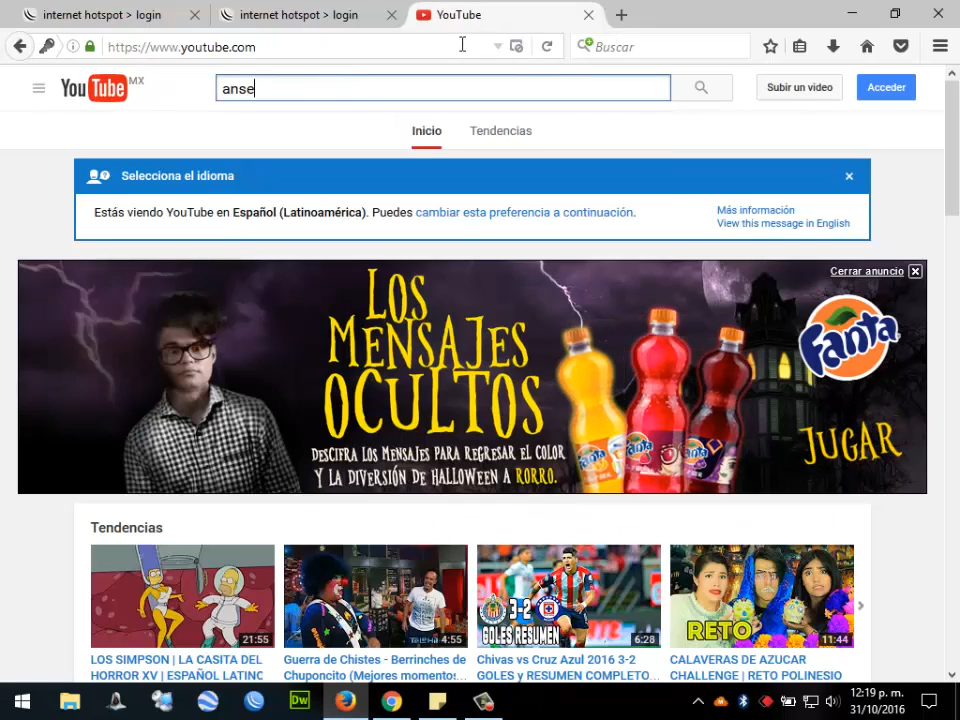 internet hotspot > login
internet hotspot > login
YouTube
https://www.youtube.com
Buscar
YouTube MX
anse
Subir un video
Acceder
Inicio
Tendencias
Selecciona el idioma
Estás viendo YouTube en Español (Latinoamérica). Puedes cambiar esta preferencia a continuación.
Más información
View this message in English
Cerrar anuncio
LOS
MENSAJES
OCULTOS
DESCIFRA LOS MENSAJES PARA REGRESAR EL COLOR
Y LA DIVERSIÓN DE HALLOWEEN A RORRO.
Fanta
JUGAR
Tendencias
21:55
4:55
3-2
GOLES RESUMEN
6:28
RETO
11:44
LOS SIMPSON | LA CASITA DEL
HORROR XV | ESPAÑOL LATINO
Guerra de Chistes - Berrinches de
Chuponcito (Mejores momentos
Chivas vs Cruz Azul 2016 3-2
GOLES y RESUMEN COMPLETO
CALAVERAS DE AZUCAR
CHALLENGE | RETO POLINESIO
Dw
12:19 p. m.
31/10/2016